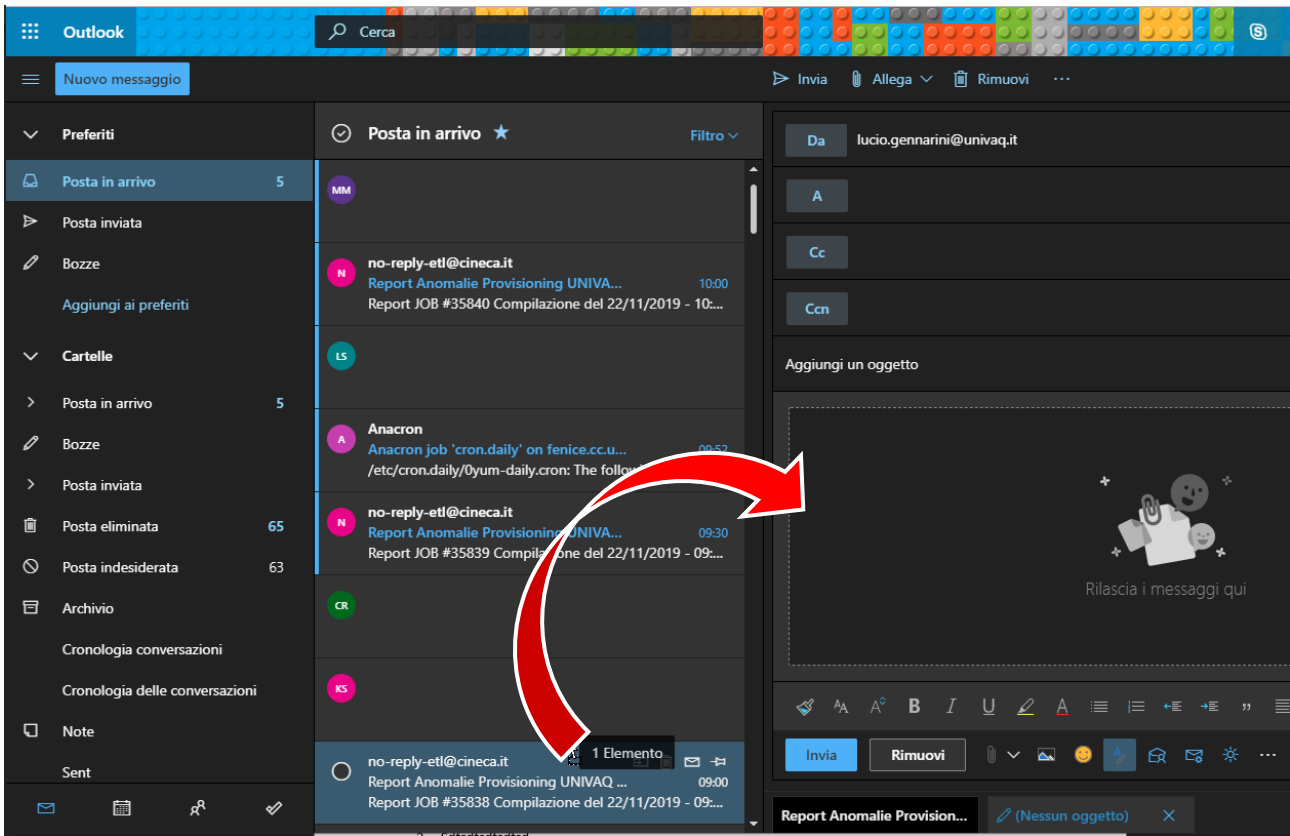 Outlook
Cerca
Nuovo messaggio
Invia Allega Rimuovi ...
Preferiti
Posta in arrivo 5
Posta inviata
Bozze
Aggiungi ai preferiti
Cartelle
Posta in arrivo 5
Bozze
Posta inviata
Posta eliminata 65
Posta indesiderata 63
Archivio
Cronologia conversazioni
Cronologia delle conversazioni
Note
Sent
Posta in arrivo Filtro
MM
N
no-reply-etl@cineca.it
Report Anomalie Provisioning UNIVA... 10:00
Report JOB #35840 Compilazione del 22/11/2019 - 10:...
LS
A
Anacron
Anacron job 'cron.daily' on fenice.cc.u... 09:52
/etc/cron.daily/0yum-daily.cron: The
N
no-reply-etl@cineca.it
Report Anomalie Provisioning UNIVA... 09:30
Report JOB #35839 Compilazione del 22/11/2019 - 09:...
CR
KS
no-reply-etl@cineca.it
1 Elemento
Report Anomalie Provisioning UNIVAQ ... 09:00
Report JOB #35838 Compilazione del 22/11/2019 - 09:...
Da lucio.gennarini@univaq.it
A
Cc
Ccn
Aggiungi un oggetto
Rilascia i messaggi qui
Invia Rimuovi
Report Anomalie Provision... (Nessun oggetto)